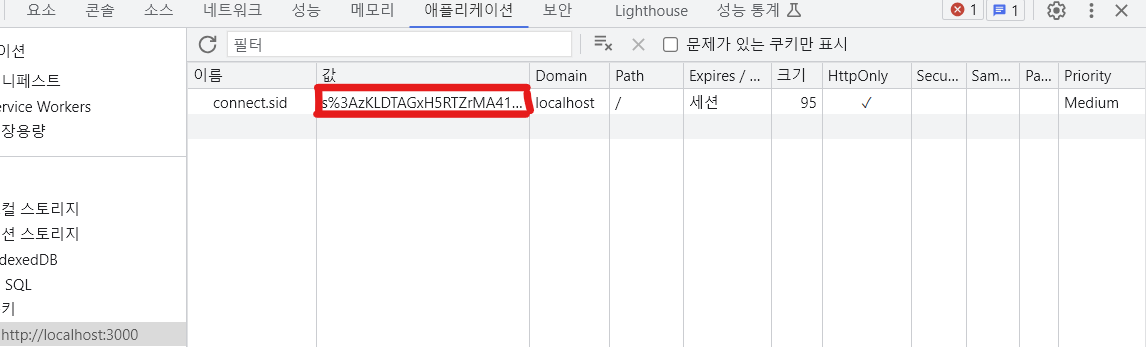 요소 콘솔 소스 네트워크 성능 메모리 애플리케이션 보안 Lighthouse 성능 통계 1 1
이션
니페스트
ervice Workers
장용량
컬 스토리지
션 스토리지
dexedDB
SQL
키
http://localhost:3000
필터 문제가 있는 쿠키만 표시
이름 값 Domain Path Expires / ... 크기 HttpOnly Secu... Sam... Pa... Priority
connect.sid s%3AzKLDTAGxH5RTZrMA41... localhost / 세션 95 ✓ Medium